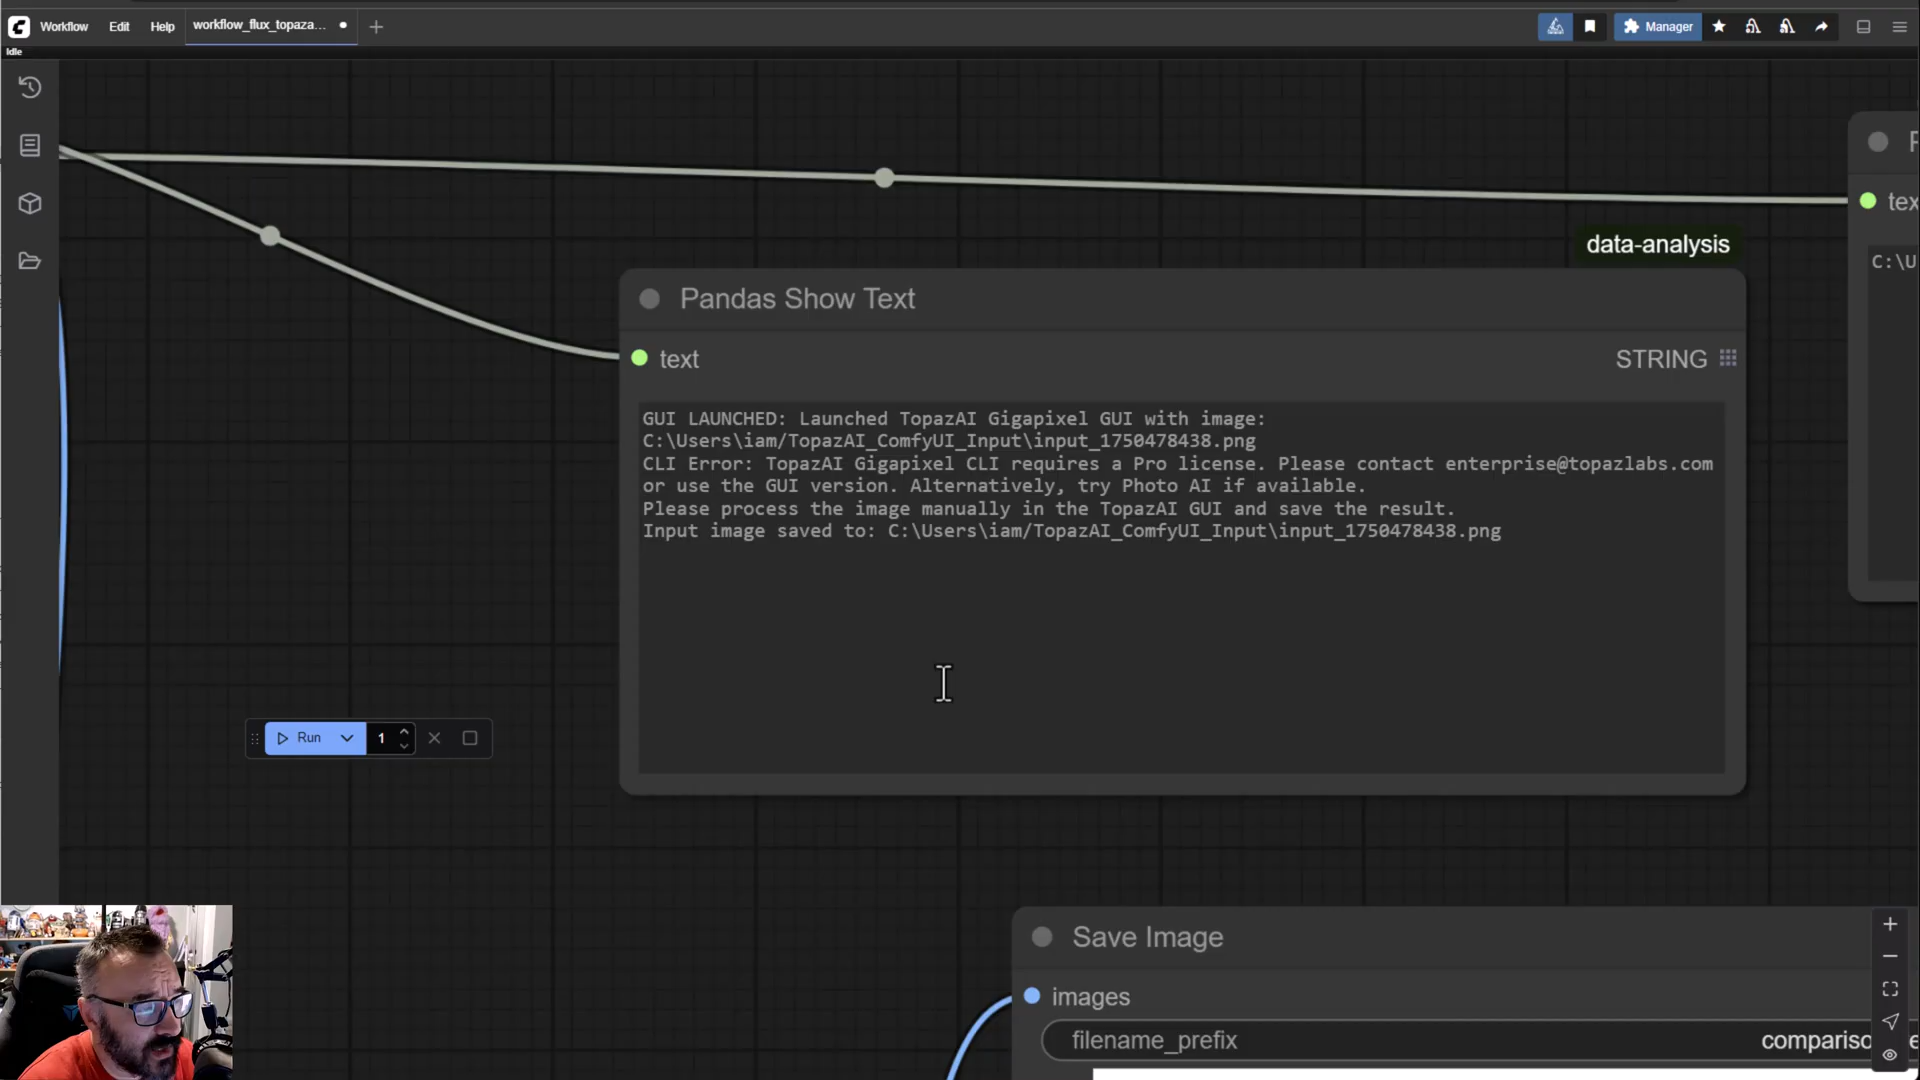 Workflow Edit Help workflow_flux_topaza... Manager
Idle
tex
data-analysis
Pandas Show Text
text STRING
C:\U
GUI LAUNCHED: Launched TopazAI Gigapixel GUI with image:
C:\Users\iam/TopazAI_ComfyUI_Input\input_1750478438.png
CLI Error: TopazAI Gigapixel CLI requires a Pro license. Please contact enterprise@topazlabs.com
or use the GUI version. Alternatively, try Photo AI if available.
Please process the image manually in the TopazAI GUI and save the result.
Input image saved to: C:\Users\iam/TopazAI_ComfyUI_Input\input_1750478438.png
Run 1
Save Image
images
filename_prefix compariso